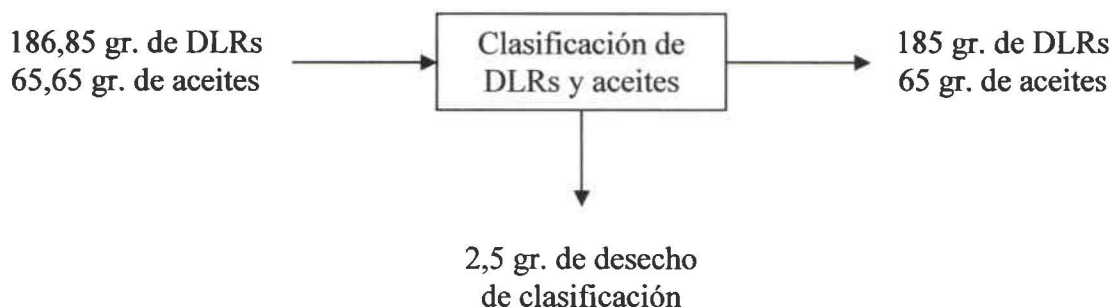 186,85 gr. de DLRs
65,65 gr. de aceites
Clasificación de
DLRs y aceites
185 gr. de DLRs
65 gr. de aceites
2,5 gr. de desecho
de clasificación